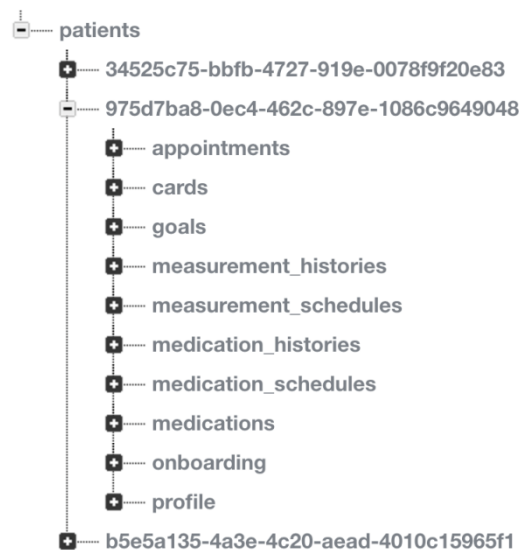 patients
34525c75-bbfb-4727-919e-0078f9f20e83
975d7ba8-0ec4-462c-897e-1086c9649048
appointments
cards
goals
measurement_histories
measurement_schedules
medication_histories
medication_schedules
medications
onboarding
profile
b5e5a135-4a3e-4c20-aead-4010c15965f1